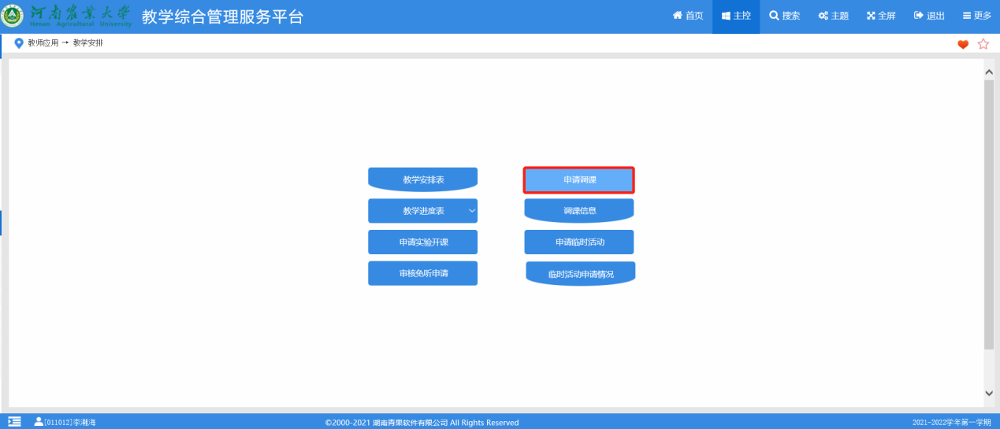 河南农业大学
Henan Agricultural University
教学综合管理服务平台
首页 主控 搜索 主题 全屏 退出 更多
教师应用 → 教学安排
教学安排表 申请调课
教学进度表 调课信息
申请实验开课 申请临时活动
审核免听申请 临时活动申请情况
[011012]李潮海 ©2000-2021 湖南青果软件有限公司 All Rights Reserved 2021-2022学年第一学期